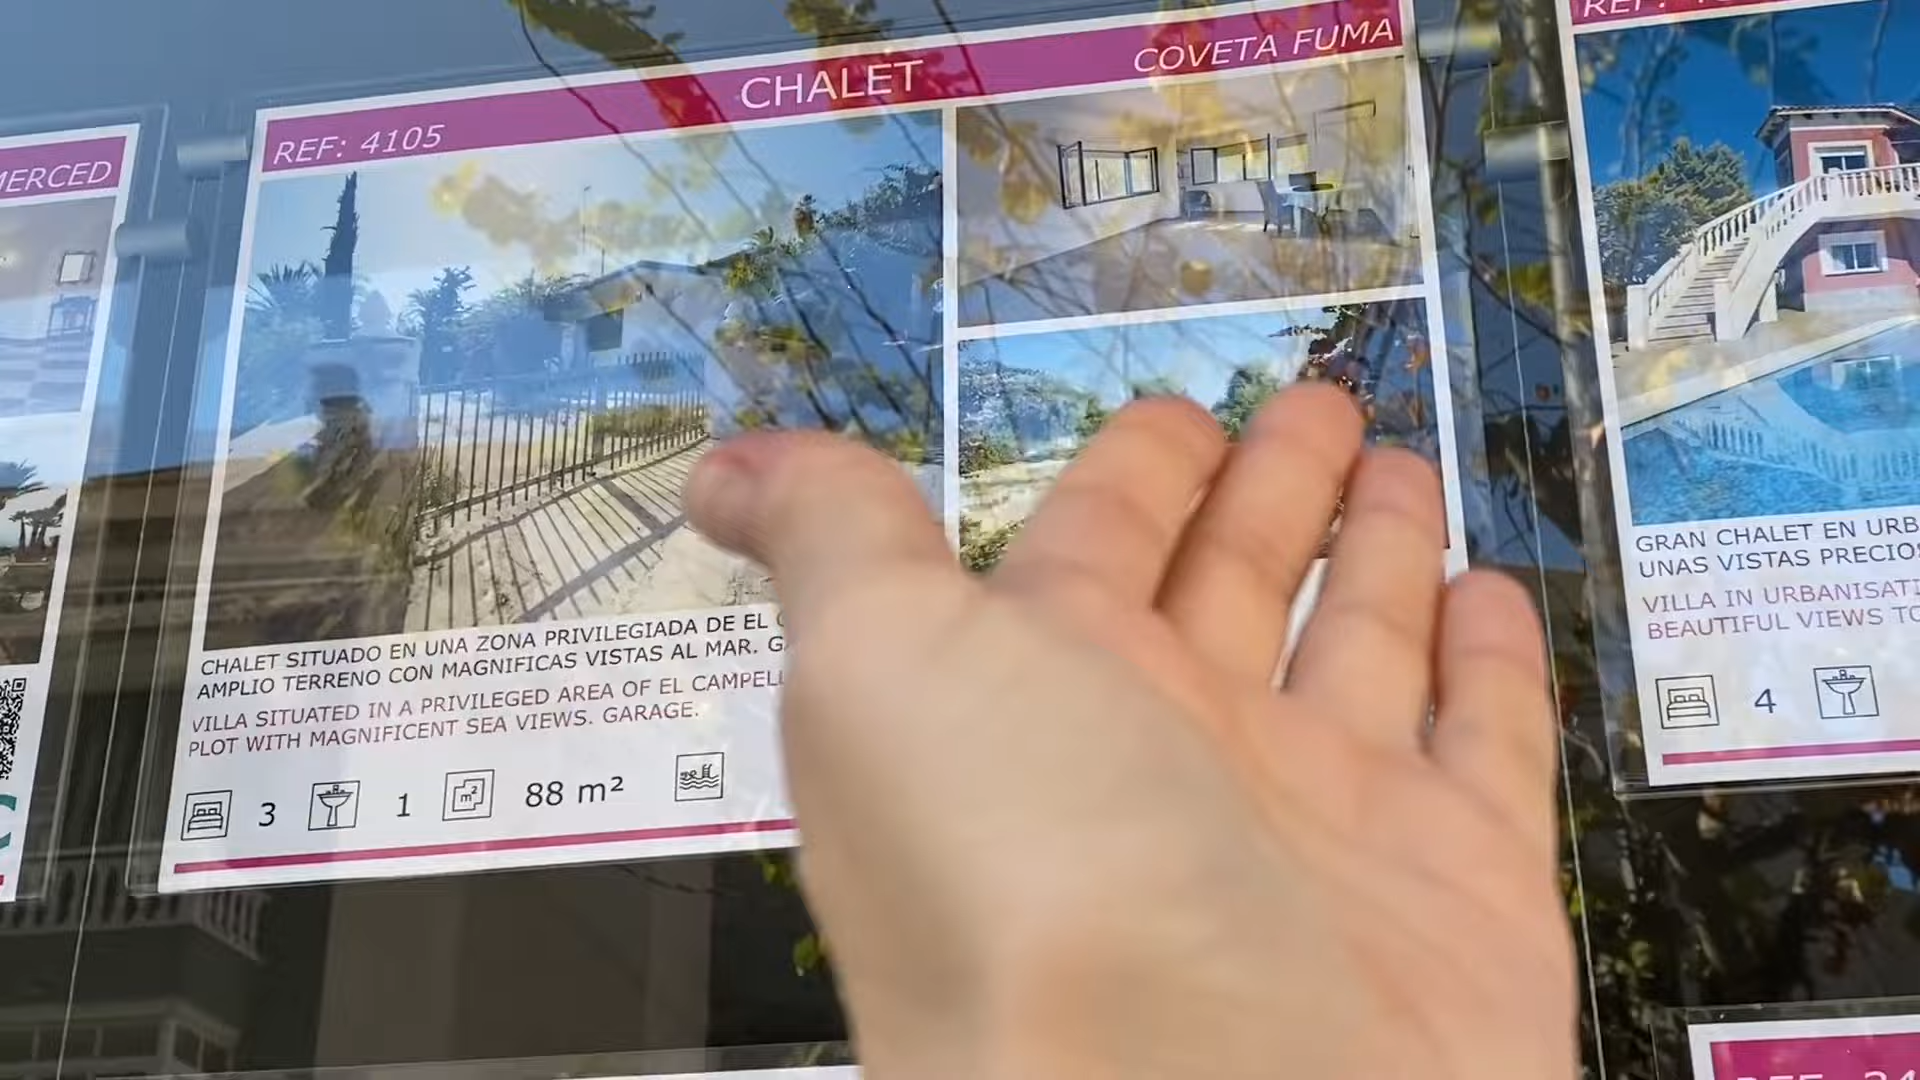 MERCED
CHALET
COVETA FUMA
REF: 4105
CHALET SITUADO EN UNA ZONA PRIVILEGIADA DE EL
AMPLIO TERRENO CON MAGNIFICAS VISTAS AL MAR.
VILLA SITUATED IN A PRIVILEGED AREA OF EL
PLOT WITH MAGNIFICENT SEA VIEWS. GARAGE.
3 1 m² 88 m²
REF:
GRAN CHALET EN URB
UNAS VISTAS PRECIOS
VILLA IN URBANISATI
BEAUTIFUL VIEWS TO
4